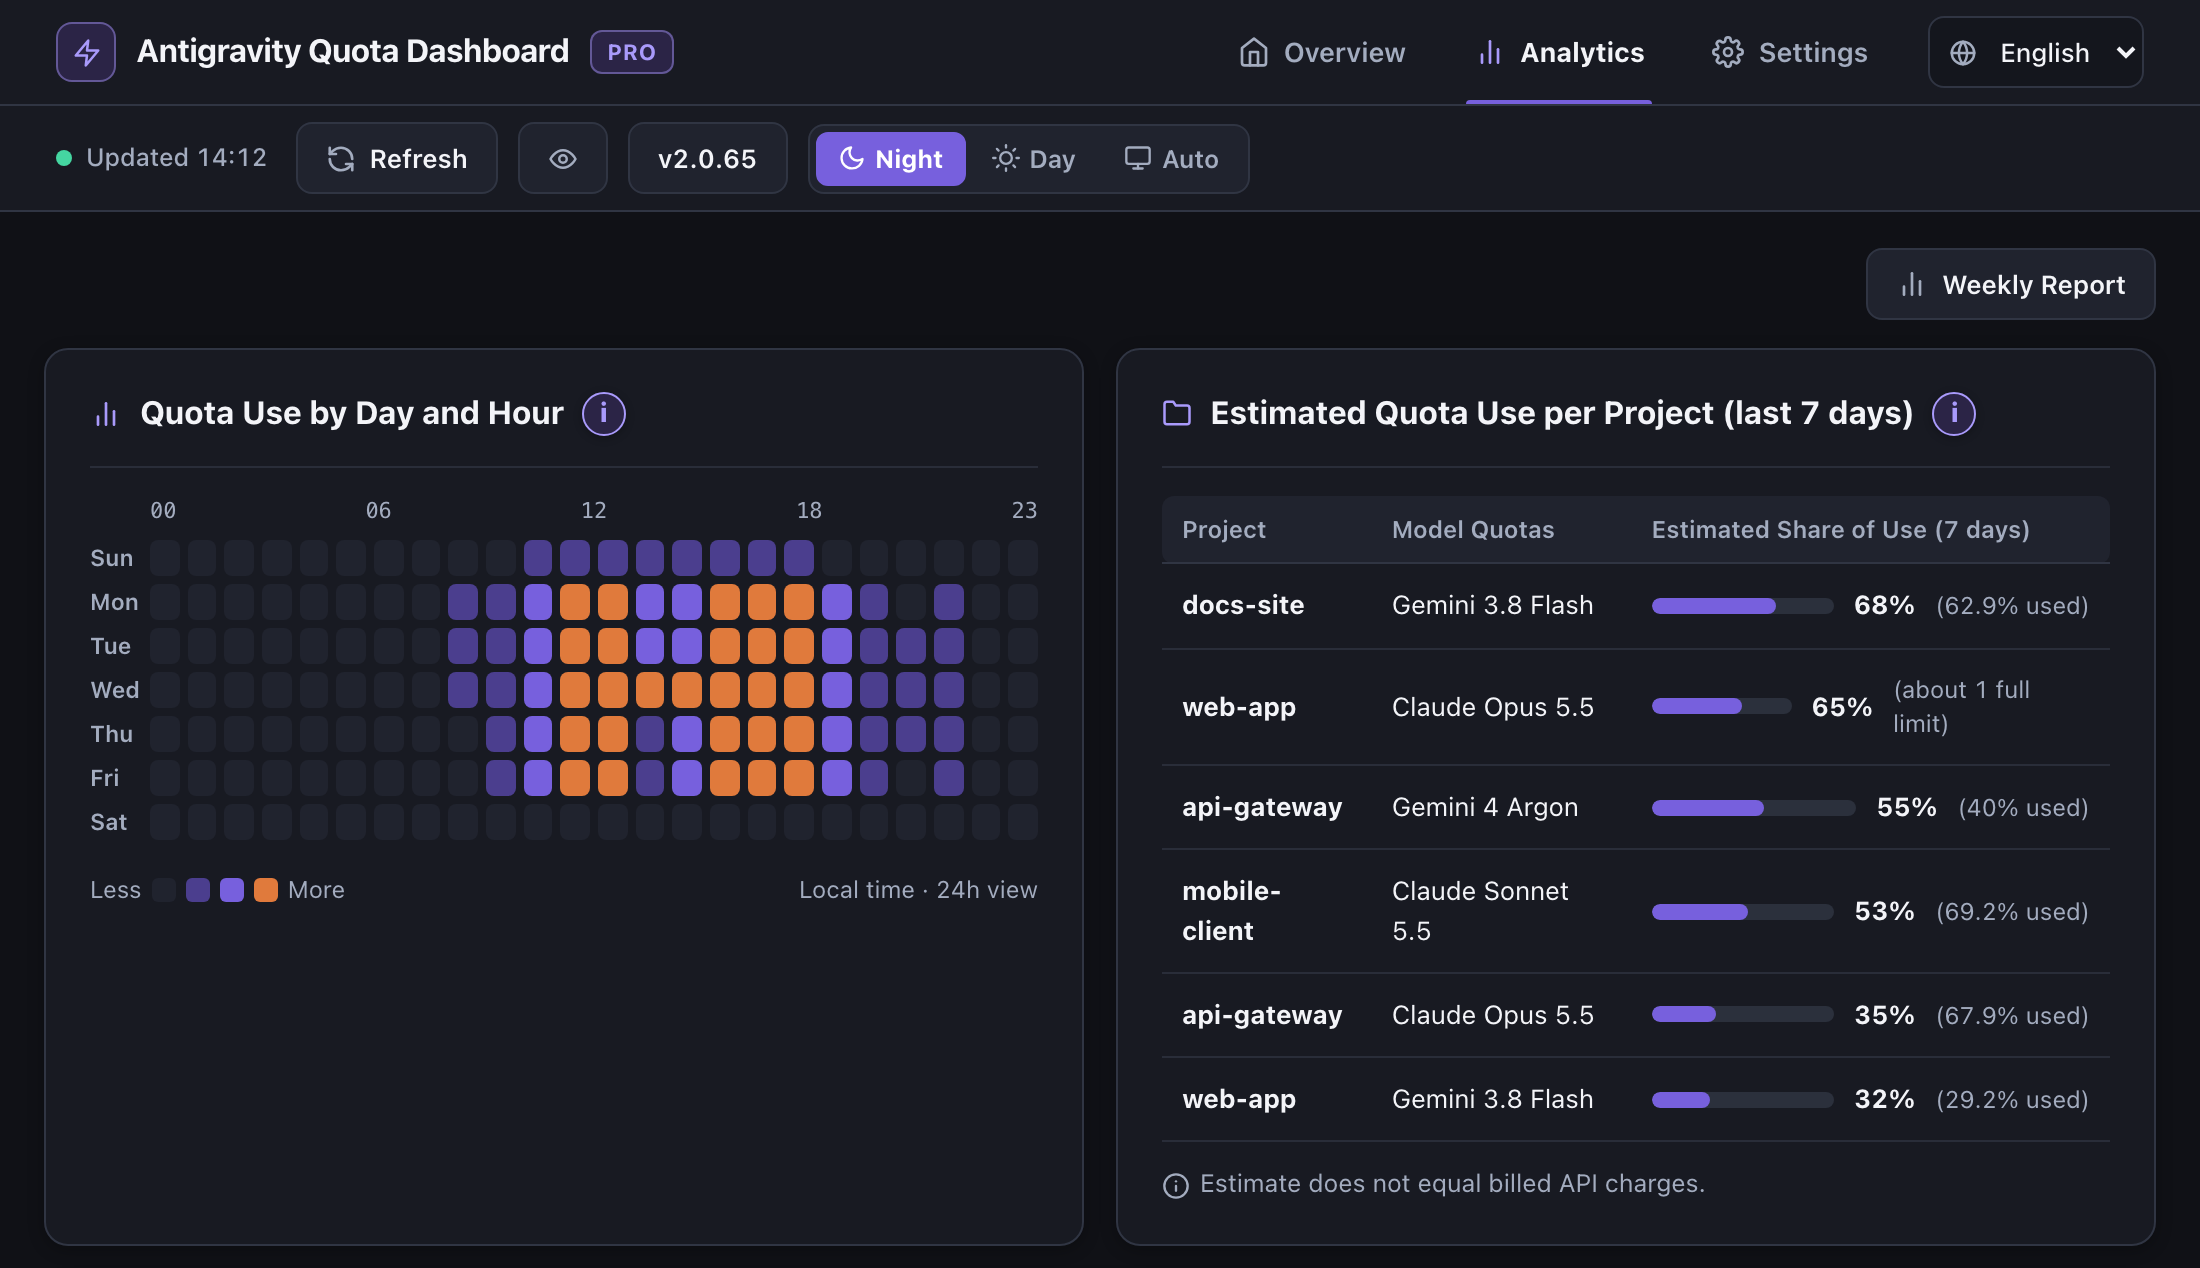 Antigravity Quota Dashboard PRO
Overview Analytics Settings English
Updated 14:12 Refresh v2.0.65 Night Day Auto
Weekly Report
Quota Use by Day and Hour i
00 06 12 18 23
Sun
Mon
Tue
Wed
Thu
Fri
Sat
Less More Local time · 24h view
Estimated Quota Use per Project (last 7 days) i
Project Model Quotas Estimated Share of Use (7 days)
docs-site Gemini 3.8 Flash 68% (62.9% used)
web-app Claude Opus 5.5 65% (about 1 full
limit)
api-gateway Gemini 4 Argon 55% (40% used)
mobile-
client Claude Sonnet
5.5 53% (69.2% used)
api-gateway Claude Opus 5.5 35% (67.9% used)
web-app Gemini 3.8 Flash 32% (29.2% used)
Estimate does not equal billed API charges.